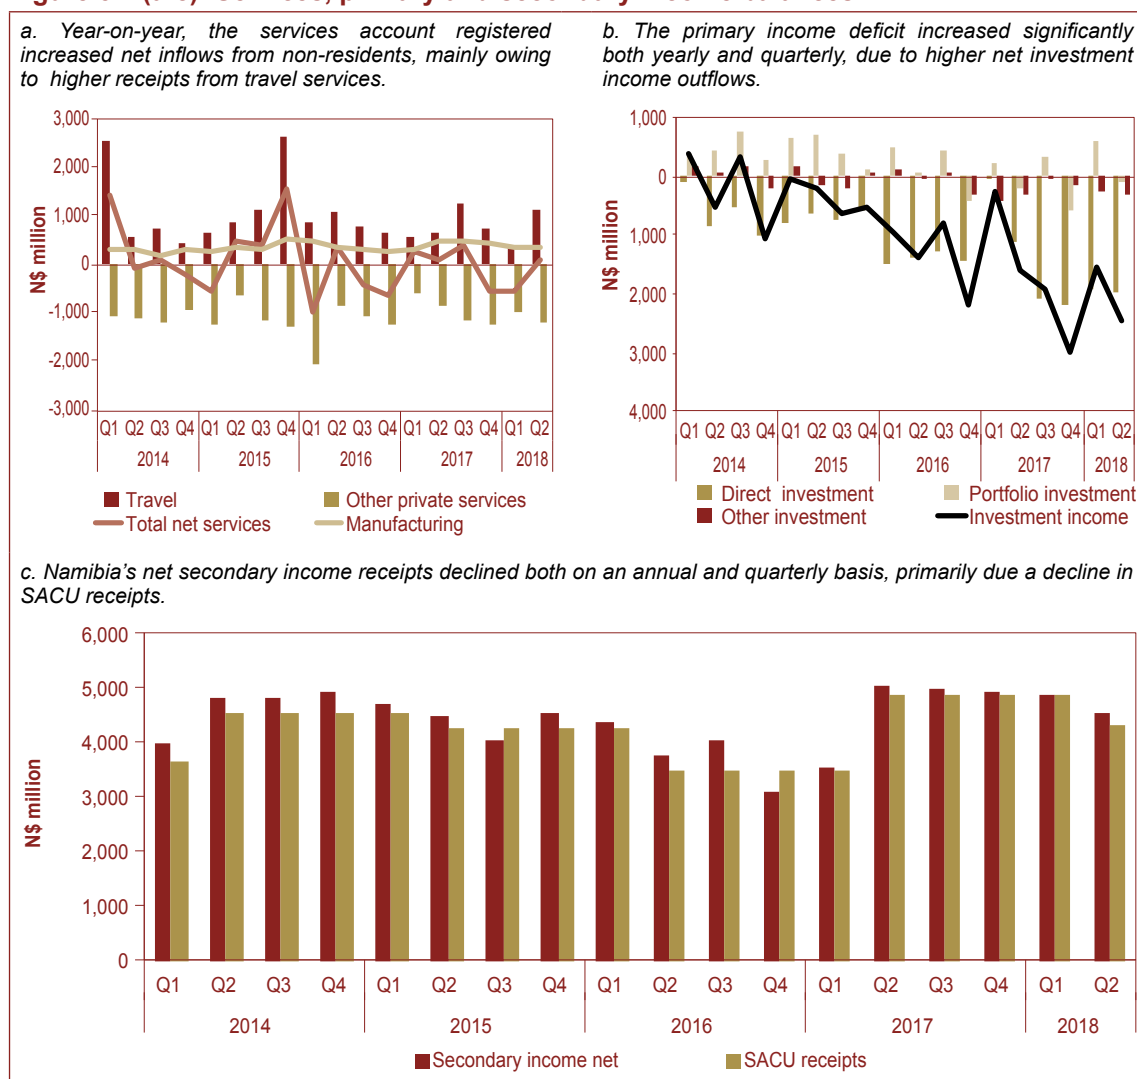 Services, primary and secondary income balances
a. Year-on-year, the services account registered
increased net inflows from non-residents, mainly owing
to higher receipts from travel services.
b. The primary income deficit increased significantly
both yearly and quarterly, due to higher net investment
income outflows.
N$ million
3,000
2,000
1,000
0
-1,000
-2,000
-3,000
Q1 Q2 Q3 Q4 Q1 Q2 Q3 Q4 Q1 Q2 Q3 Q4 Q1 Q2 Q3 Q4 Q1 Q2
2014 2015 2016 2017 2018
Travel Other private services
Total net services Manufacturing
N$ million
1,000
0
1,000
2,000
3,000
4,000
Q1 Q2 Q3 Q4 Q1 Q2 Q3 Q4 Q1 Q2 Q3 Q4 Q1 Q2 Q3 Q4 Q1 Q2
2014 2015 2016 2017 2018
Direct investment Portfolio investment
Other investment Investment income
c. Namibia's net secondary income receipts declined both on an annual and quarterly basis, primarily due a decline in
SACU receipts.
N$ million
6,000
5,000
4,000
3,000
2,000
1,000
0
Q1 Q2 Q3 Q4 Q1 Q2 Q3 Q4 Q1 Q2 Q3 Q4 Q1 Q2 Q3 Q4 Q1 Q2
2014 2015 2016 2017 2018
Secondary income net SACU receipts